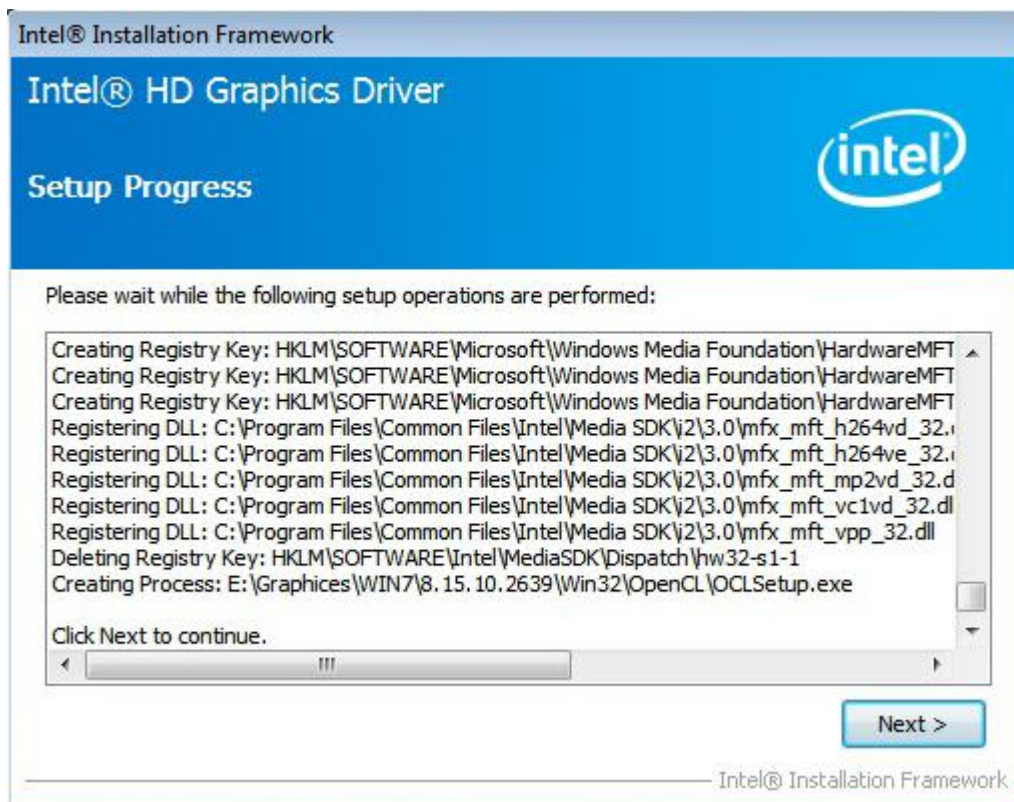 Intel® Installation Framework
Intel® HD Graphics Driver
intel
Setup Progress
Please wait while the following setup operations are performed:
Creating Registry Key: HKLM\SOFTWARE\Microsoft\Windows Media Foundation\HardwareMFT
Creating Registry Key: HKLM\SOFTWARE\Microsoft\Windows Media Foundation\HardwareMFT
Creating Registry Key: HKLM\SOFTWARE\Microsoft\Windows Media Foundation\HardwareMFT
Registering DLL: C:\Program Files\Common Files\Intel\Media SDK\i2\3.0\mfx_mft_h264vd_32.
Registering DLL: C:\Program Files\Common Files\Intel\Media SDK\i2\3.0\mfx_mft_h264ve_32.
Registering DLL: C:\Program Files\Common Files\Intel\Media SDK\i2\3.0\mfx_mft_mp2vd_32.d
Registering DLL: C:\Program Files\Common Files\Intel\Media SDK\i2\3.0\mfx_mft_vc1vd_32.dl
Registering DLL: C:\Program Files\Common Files\Intel\Media SDK\i2\3.0\mfx_mft_vpp_32.dll
Deleting Registry Key: HKLM\SOFTWARE\Intel\MediaSDK\Dispatch\hw32-s1-1
Creating Process: E:\Graphices\WIN7\8.15.10.2639\Win32\OpenCL\OCLSetup.exe
Click Next to continue.
Next >
Intel® Installation Framework